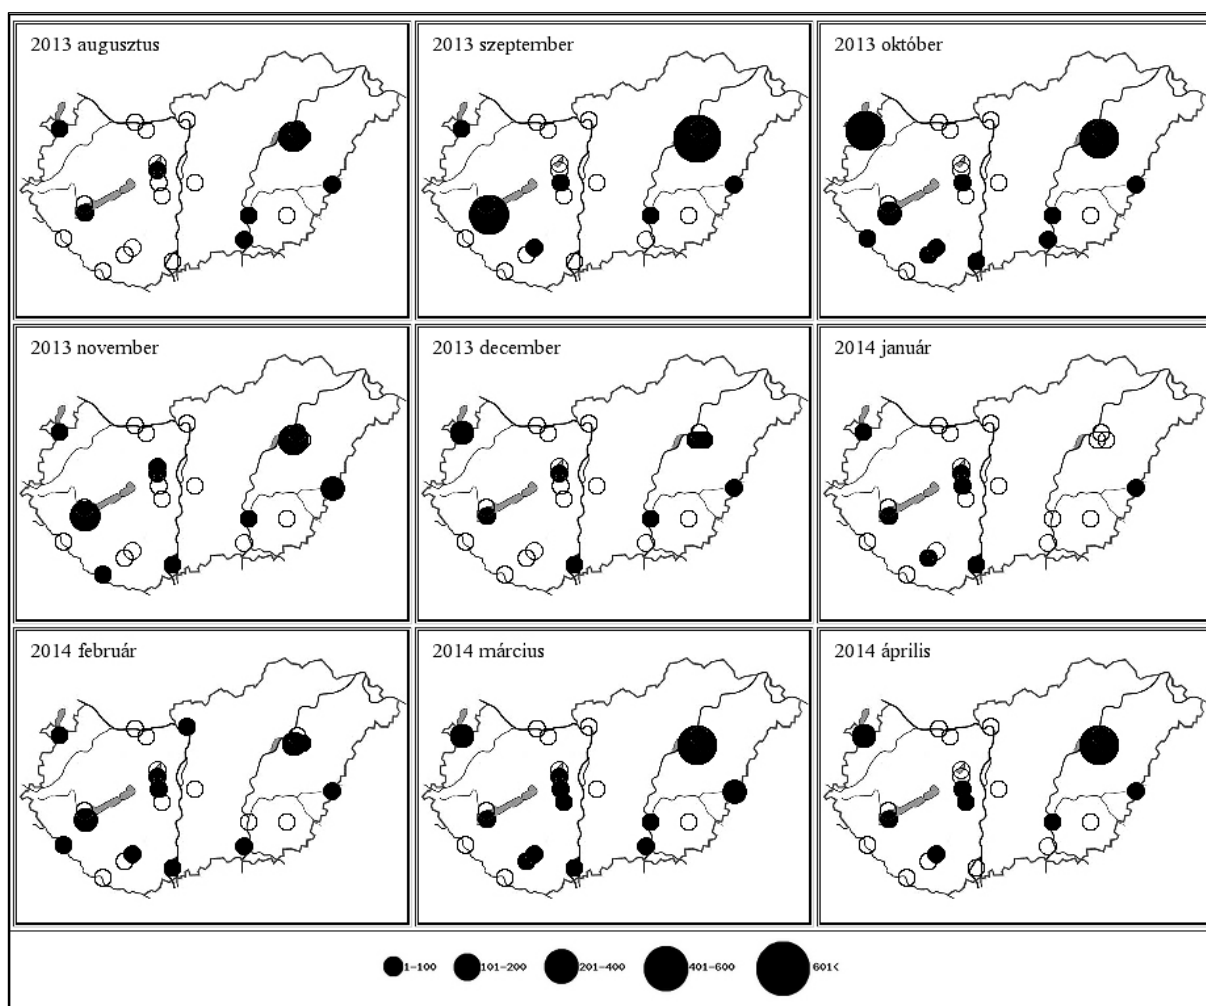 2013 augusztus
2013 szeptember
2013 október
2013 november
2013 december
2014 január
2014 február
2014 március
2014 április
1-100
101-200
201-400
401-600
601<